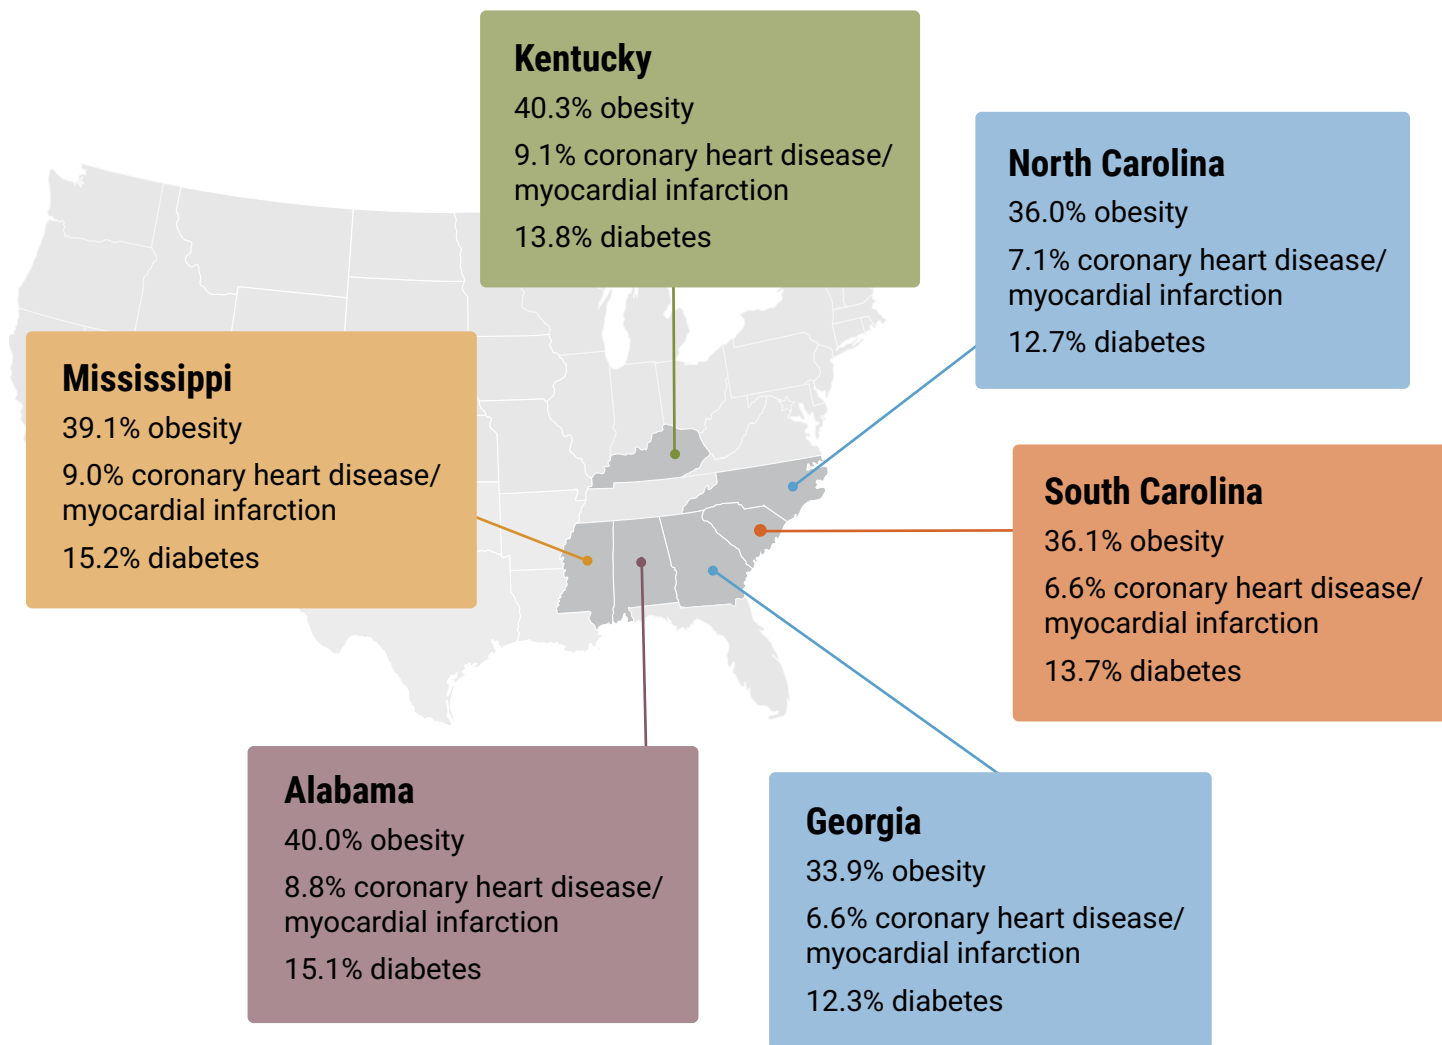 Kentucky
40.3% obesity
9.1% coronary heart disease/
myocardial infarction
13.8% diabetes
North Carolina
36.0% obesity
7.1% coronary heart disease/
myocardial infarction
12.7% diabetes
Mississippi
39.1% obesity
9.0% coronary heart disease/
myocardial infarction
15.2% diabetes
South Carolina
36.1% obesity
6.6% coronary heart disease/
myocardial infarction
13.7% diabetes
Alabama
40.0% obesity
8.8% coronary heart disease/
myocardial infarction
15.1% diabetes
Georgia
33.9% obesity
6.6% coronary heart disease/
myocardial infarction
12.3% diabetes